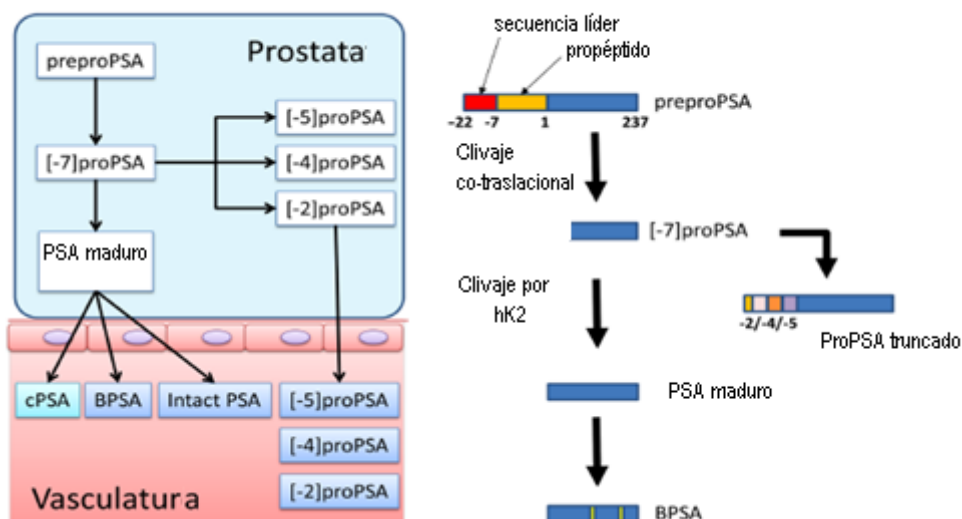 Prostata
preproPSA
[-7]proPSA
[-5]proPSA
[-4]proPSA
[-2]proPSA
PSA maduro
cPSA
BPSA
Intact PSA
[-5]proPSA
[-4]proPSA
[-2]proPSA
Vasculatura
secuencia líder
propéptido
preproPSA
-22 -7 1 237
Clivaje
co-traslacional
[-7]proPSA
Clivaje por
hK2
-2/-4/-5
ProPSA truncado
PSA maduro
BPSA